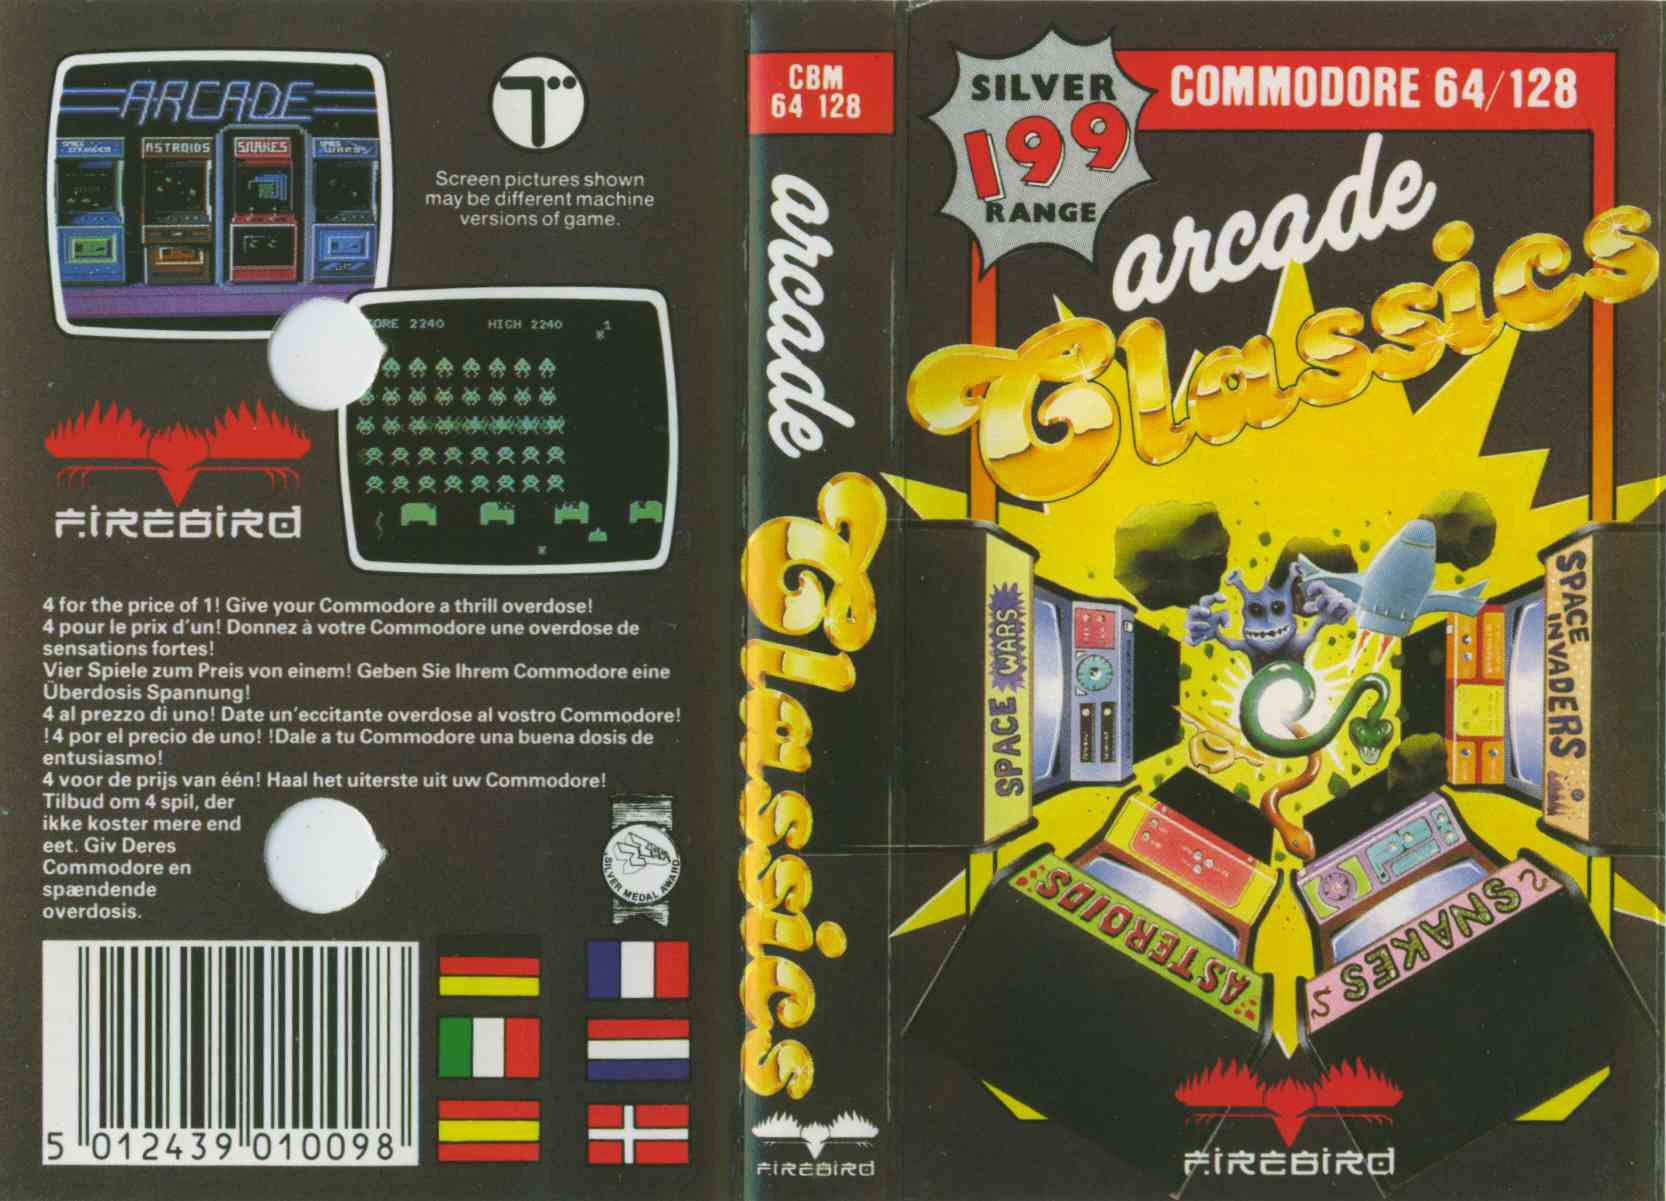 ARCADE
ASTROIDS
SNAKES
Screen pictures shown
may be different machine
versions of game.
ORE 2240 HIGH 2240 1
FIREBIRD
4 for the price of 1! Give your Commodore a thrill overdose!
4 pour le prix d'un! Donnez à votre Commodore une overdose de
sensations fortes!
Vier Spiele zum Preis von einem! Geben Sie Ihrem Commodore eine
Überdosis Spannung!
4 al prezzo di uno! Date un'eccitante overdose al vostro Commodore!
!4 por el precio de uno! !Dale a tu Commodore una buena dosis de
entusiasmo!
4 voor de prijs van één! Haal het uiterste uit uw Commodore!
Tilbud om 4 spil, der
ikke koster mere end
eet. Giv Deres
Commodore en
spændende
overdosis.
SILVER MEDAL AWARD
5 012439 010098
CBM
64 128
arcade
Classics
FIREBIRD
SILVER
199
RANGE
COMMODORE 64/128
arcade
Classics
SPACE WARS
SPACE INVADERS
ASTEROIDS
SNAKES
FIREBIRD